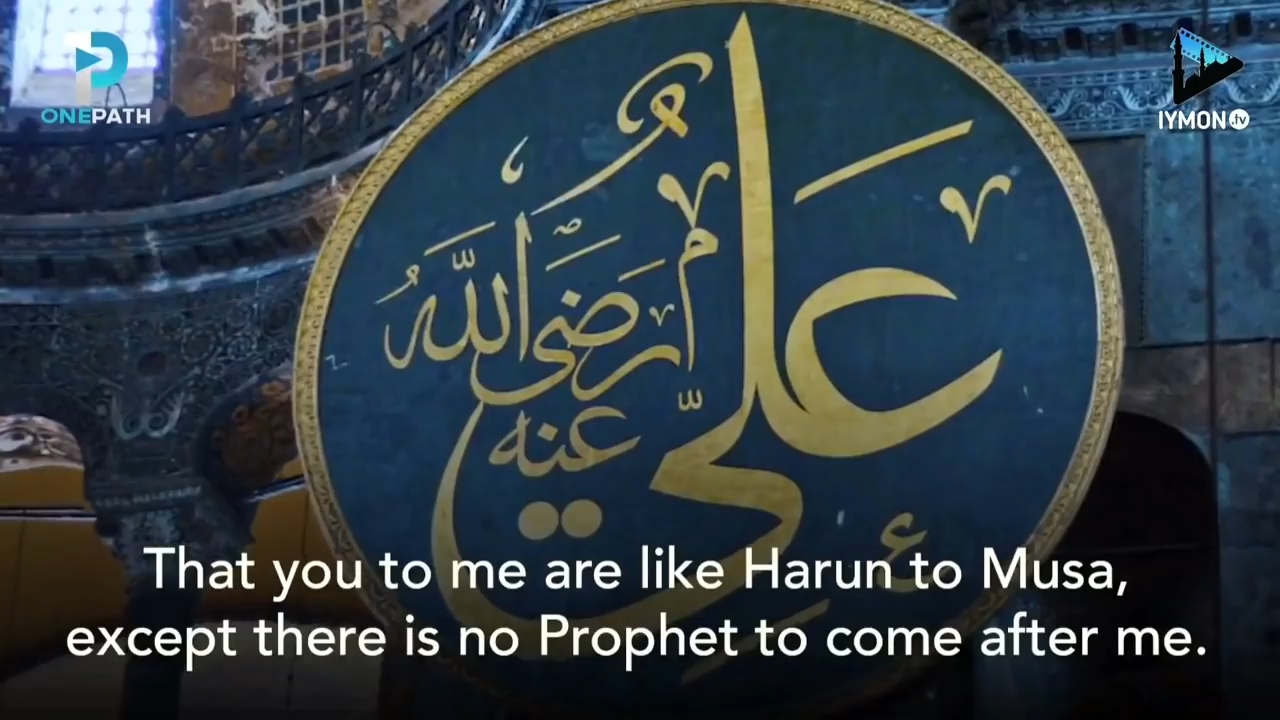 ONEPATH
IYMON.tv
علي
رضي الله
عنه
That you to me are like Harun to Musa,
except there is no Prophet to come after me.